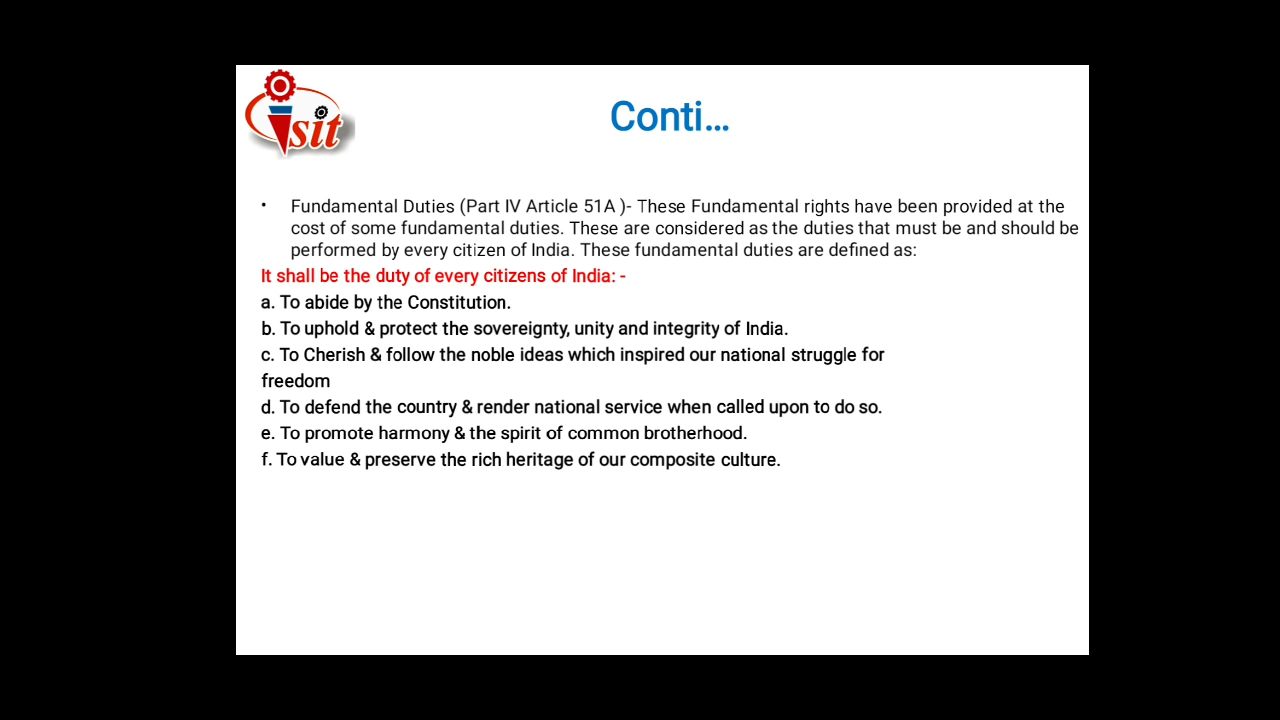 isit
Conti...
• Fundamental Duties (Part IV Article 51A )- These Fundamental rights have been provided at the
cost of some fundamental duties. These are considered as the duties that must be and should be
performed by every citizen of India. These fundamental duties are defined as:
It shall be the duty of every citizens of India: -
a. To abide by the Constitution.
b. To uphold & protect the sovereignty, unity and integrity of India.
c. To Cherish & follow the noble ideas which inspired our national struggle for
freedom
d. To defend the country & render national service when called upon to do so.
e. To promote harmony & the spirit of common brotherhood.
f. To value & preserve the rich heritage of our composite culture.